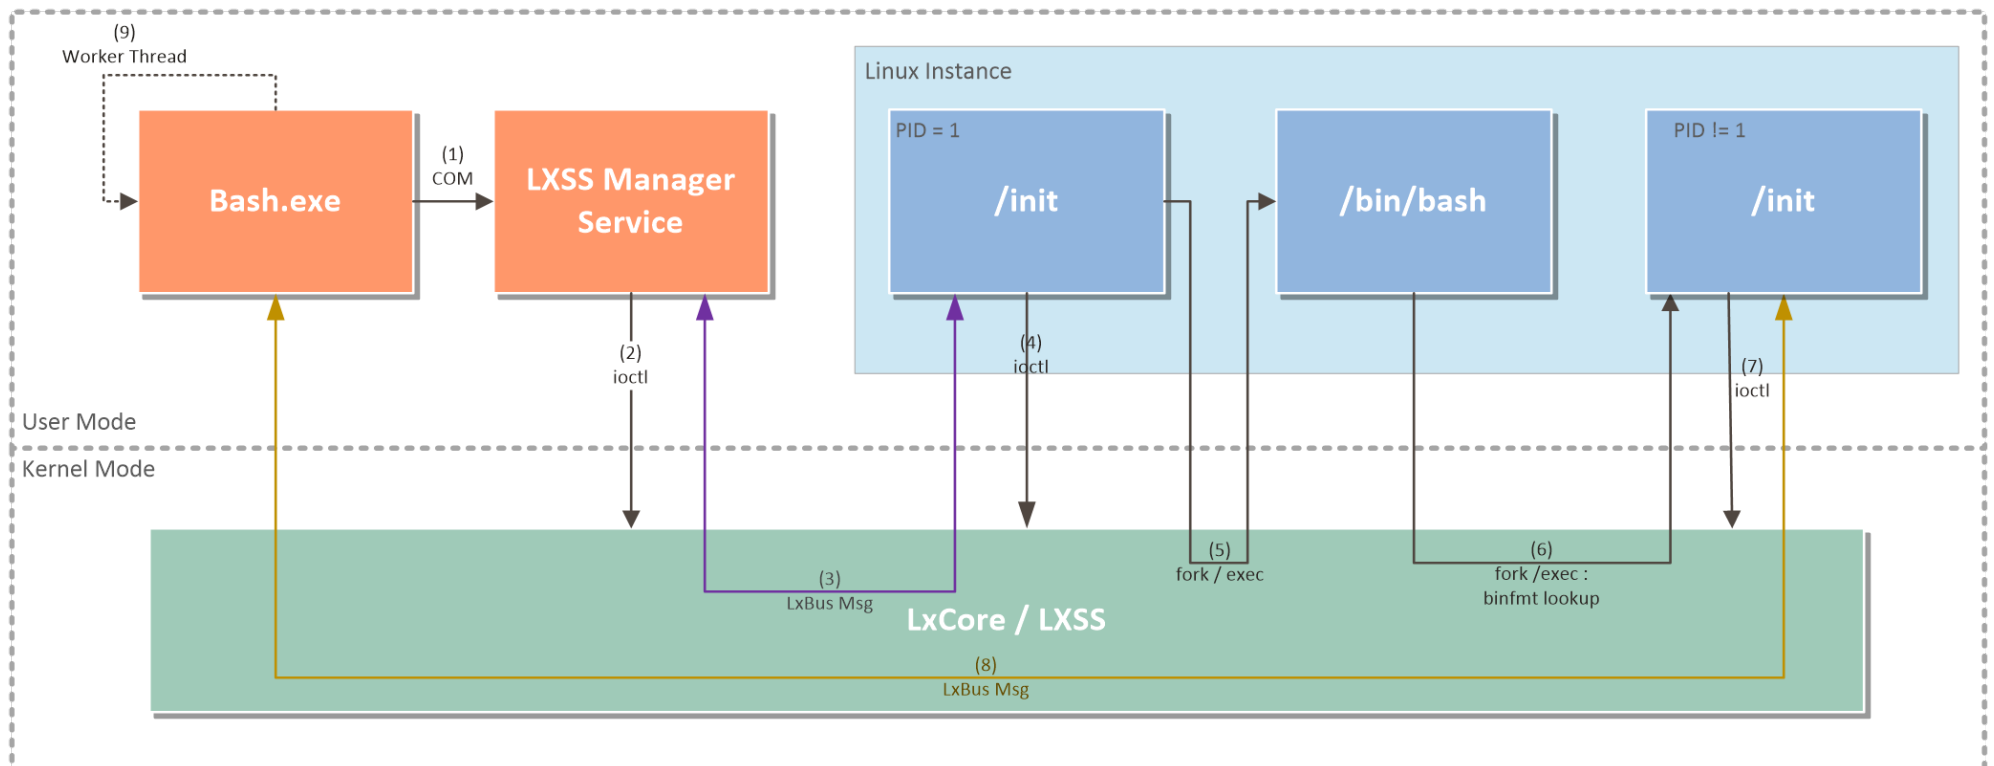 (9)
Worker Thread
Bash.exe
(1)
COM
LXSS Manager
Service
Linux Instance
PID = 1
/init
/bin/bash
PID != 1
/init
(2)
ioctl
(4)
ioctl
(7)
ioctl
User Mode
Kernel Mode
(5)
fork / exec
(6)
fork /exec :
binfmt lookup
(3)
LxBus Msg
LxCore / LXSS
(8)
LxBus Msg